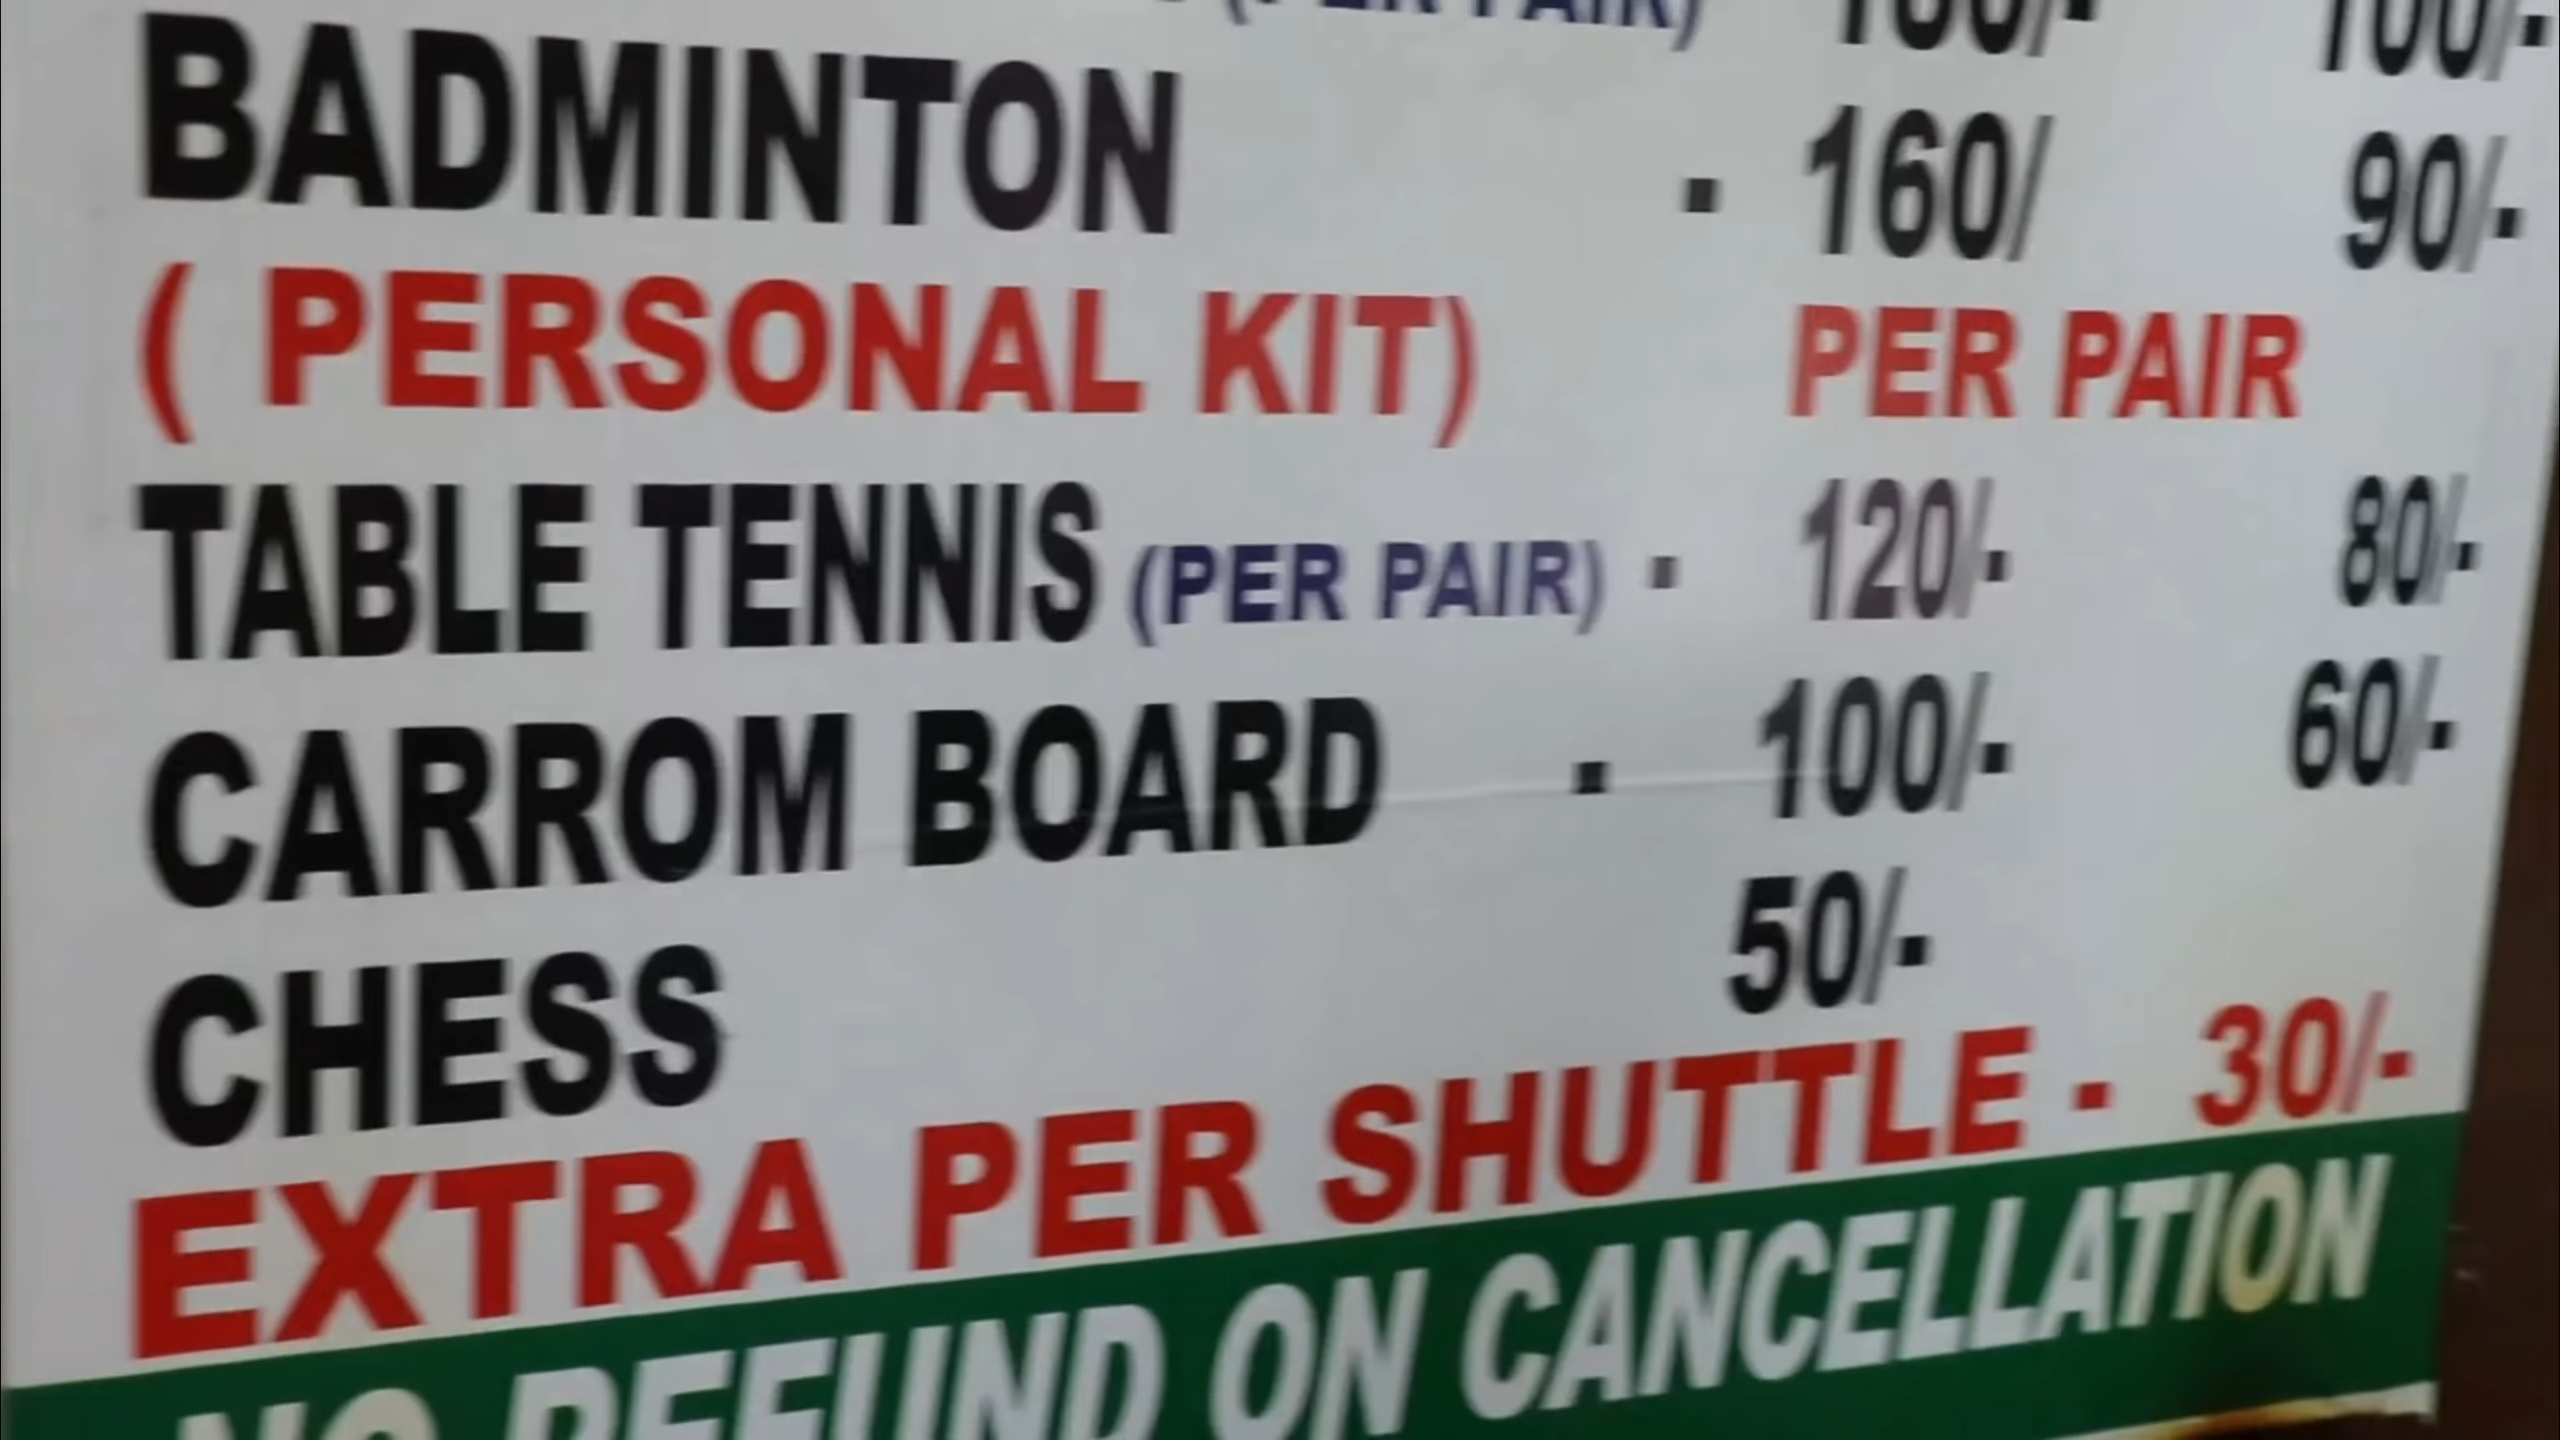 (PER PAIR) 100/-
BADMINTON - 160/ 90/-
( PERSONAL KIT) PER PAIR
TABLE TENNIS (PER PAIR) - 120/- 80/-
CARROM BOARD - 100/- 60/-
CHESS 50/-
EXTRA PER SHUTTLE - 30/-
NO REFUND ON CANCELLATION